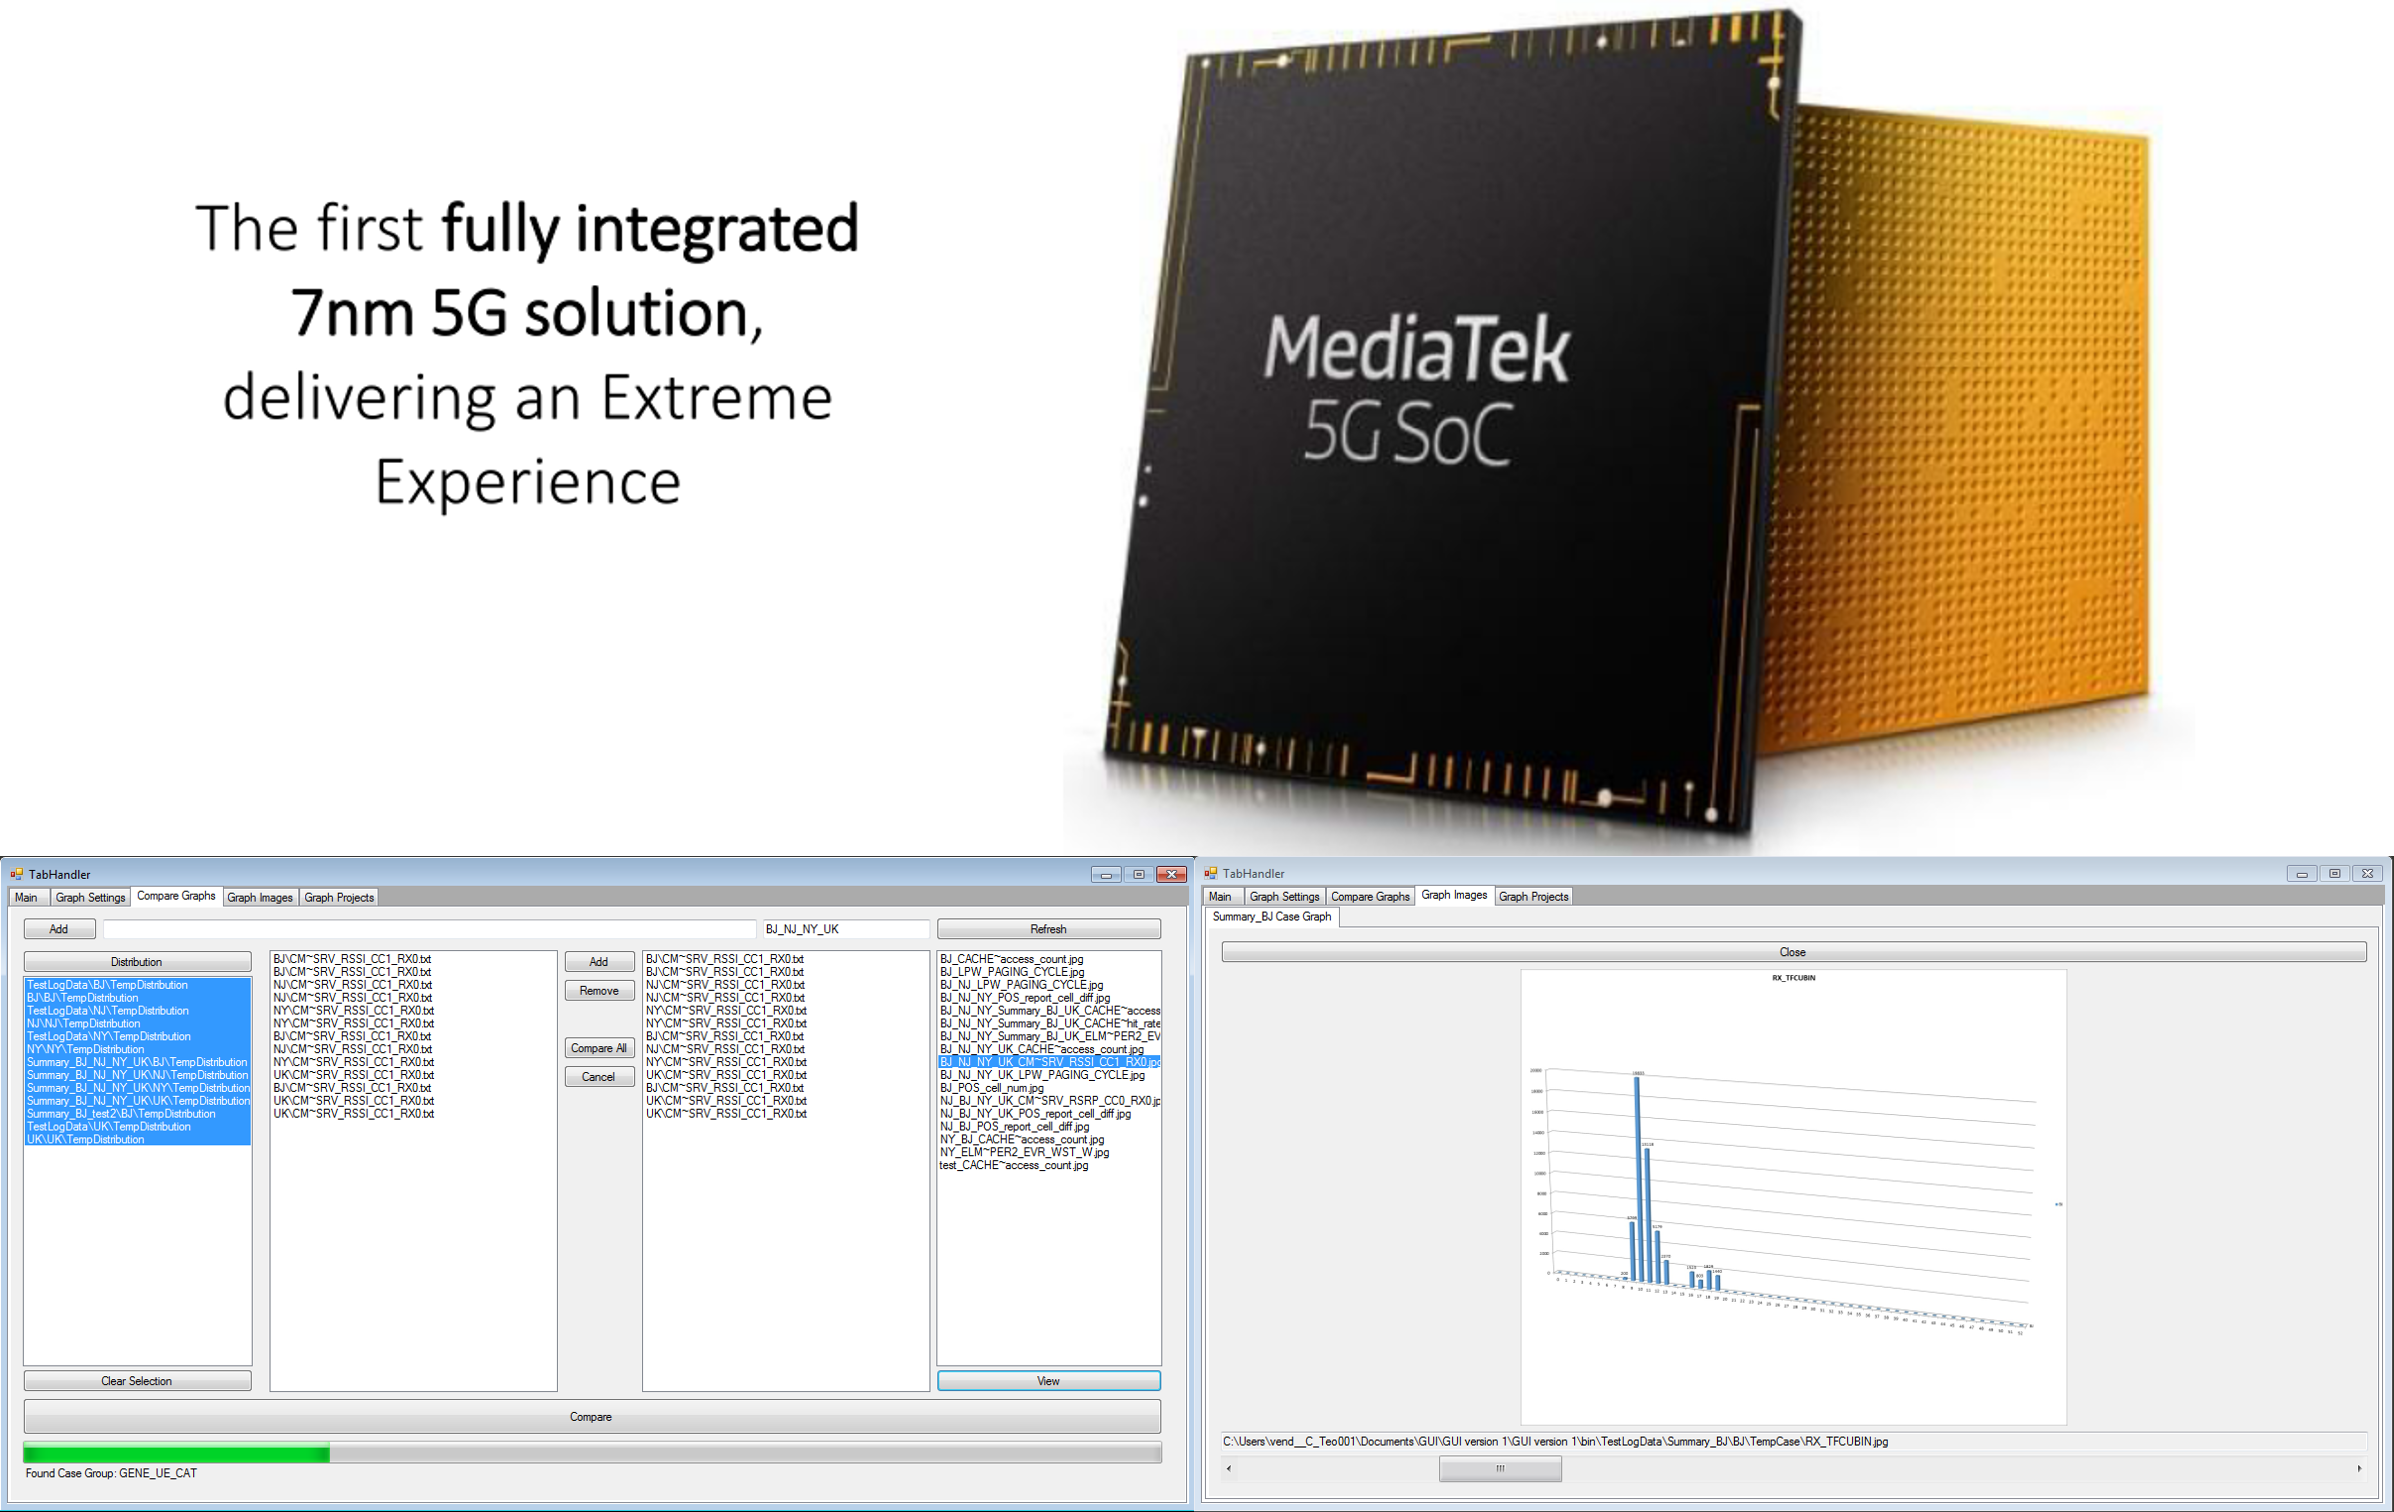 The first fully integrated
7nm 5G solution,
delivering an Extreme
Experience
MediaTek
5G SoC
TabHandler
Main
Graph Settings
Compare Graphs
Graph Images
Graph Projects
Add
BJ_NJ_NY_UK
Refresh
Distribution
TestLogData\BJ\TempDistribution
BJ\BJ\TempDistribution
TestLogData\NJ\TempDistribution
NJ\NJ\TempDistribution
TestLogData\NY\TempDistribution
NY\NY\TempDistribution
Summary_BJ_NJ_NY_UK\BJ\TempDistribution
Summary_BJ_NJ_NY_UK\NJ\TempDistribution
Summary_BJ_NJ_NY_UK\NY\TempDistribution
Summary_BJ_NJ_NY_UK\UK\TempDistribution
Summary_BJ_test2\BJ\TempDistribution
TestLogData\UK\TempDistribution
UK\UK\TempDistribution
Clear Selection
BJ\CM~SRV_RSSI_CC1_RX0.txt
BJ\CM~SRV_RSSI_CC1_RX0.txt
NJ\CM~SRV_RSSI_CC1_RX0.txt
NJ\CM~SRV_RSSI_CC1_RX0.txt
NY\CM~SRV_RSSI_CC1_RX0.txt
NY\CM~SRV_RSSI_CC1_RX0.txt
BJ\CM~SRV_RSSI_CC1_RX0.txt
NJ\CM~SRV_RSSI_CC1_RX0.txt
NY\CM~SRV_RSSI_CC1_RX0.txt
UK\CM~SRV_RSSI_CC1_RX0.txt
BJ\CM~SRV_RSSI_CC1_RX0.txt
UK\CM~SRV_RSSI_CC1_RX0.txt
UK\CM~SRV_RSSI_CC1_RX0.txt
Add
Remove
Compare All
Cancel
BJ\CM~SRV_RSSI_CC1_RX0.txt
BJ\CM~SRV_RSSI_CC1_RX0.txt
NJ\CM~SRV_RSSI_CC1_RX0.txt
NJ\CM~SRV_RSSI_CC1_RX0.txt
NY\CM~SRV_RSSI_CC1_RX0.txt
NY\CM~SRV_RSSI_CC1_RX0.txt
BJ\CM~SRV_RSSI_CC1_RX0.txt
NJ\CM~SRV_RSSI_CC1_RX0.txt
NY\CM~SRV_RSSI_CC1_RX0.txt
UK\CM~SRV_RSSI_CC1_RX0.txt
BJ\CM~SRV_RSSI_CC1_RX0.txt
UK\CM~SRV_RSSI_CC1_RX0.txt
UK\CM~SRV_RSSI_CC1_RX0.txt
BJ_CACHE~access_count.jpg
BJ_LPW_PAGING_CYCLE.jpg
BJ_NJ_LPW_PAGING_CYCLE.jpg
BJ_NJ_NY_POS_report_cell_diff.jpg
BJ_NJ_NY_Summary_BJ_UK_CACHE~access
BJ_NJ_NY_Summary_BJ_UK_CACHE~hit_rate
BJ_NJ_NY_Summary_BJ_UK_ELM~PER2_EV
BJ_NJ_NY_UK_CACHE~access_count.jpg
BJ_NJ_NY_UK_CM~SRV_RSSI_CC1_RX0.jpg
BJ_NJ_NY_UK_LPW_PAGING_CYCLE.jpg
BJ_POS_cell_num.jpg
NJ_BJ_NY_UK_CM~SRV_RSRP_CC0_RX0.jp
NJ_BJ_NY_UK_POS_report_cell_diff.jpg
NJ_BJ_POS_report_cell_diff.jpg
NY_BJ_CACHE~access_count.jpg
NY_ELM~PER2_EVR_WST_W.jpg
test_CACHE~access_count.jpg
View
Compare
Found Case Group: GENE_UE_CAT
TabHandler
Main
Graph Settings
Compare Graphs
Graph Images
Graph Projects
Summary_BJ Case Graph
Close
RX_TFCUBIN
C:\Users\vend__C_Teo001\Documents\GUI\GUI version 1\GUI version 1\bin\TestLogData\Summary_BJ\BJ\TempCase\RX_TFCUBIN.jpg